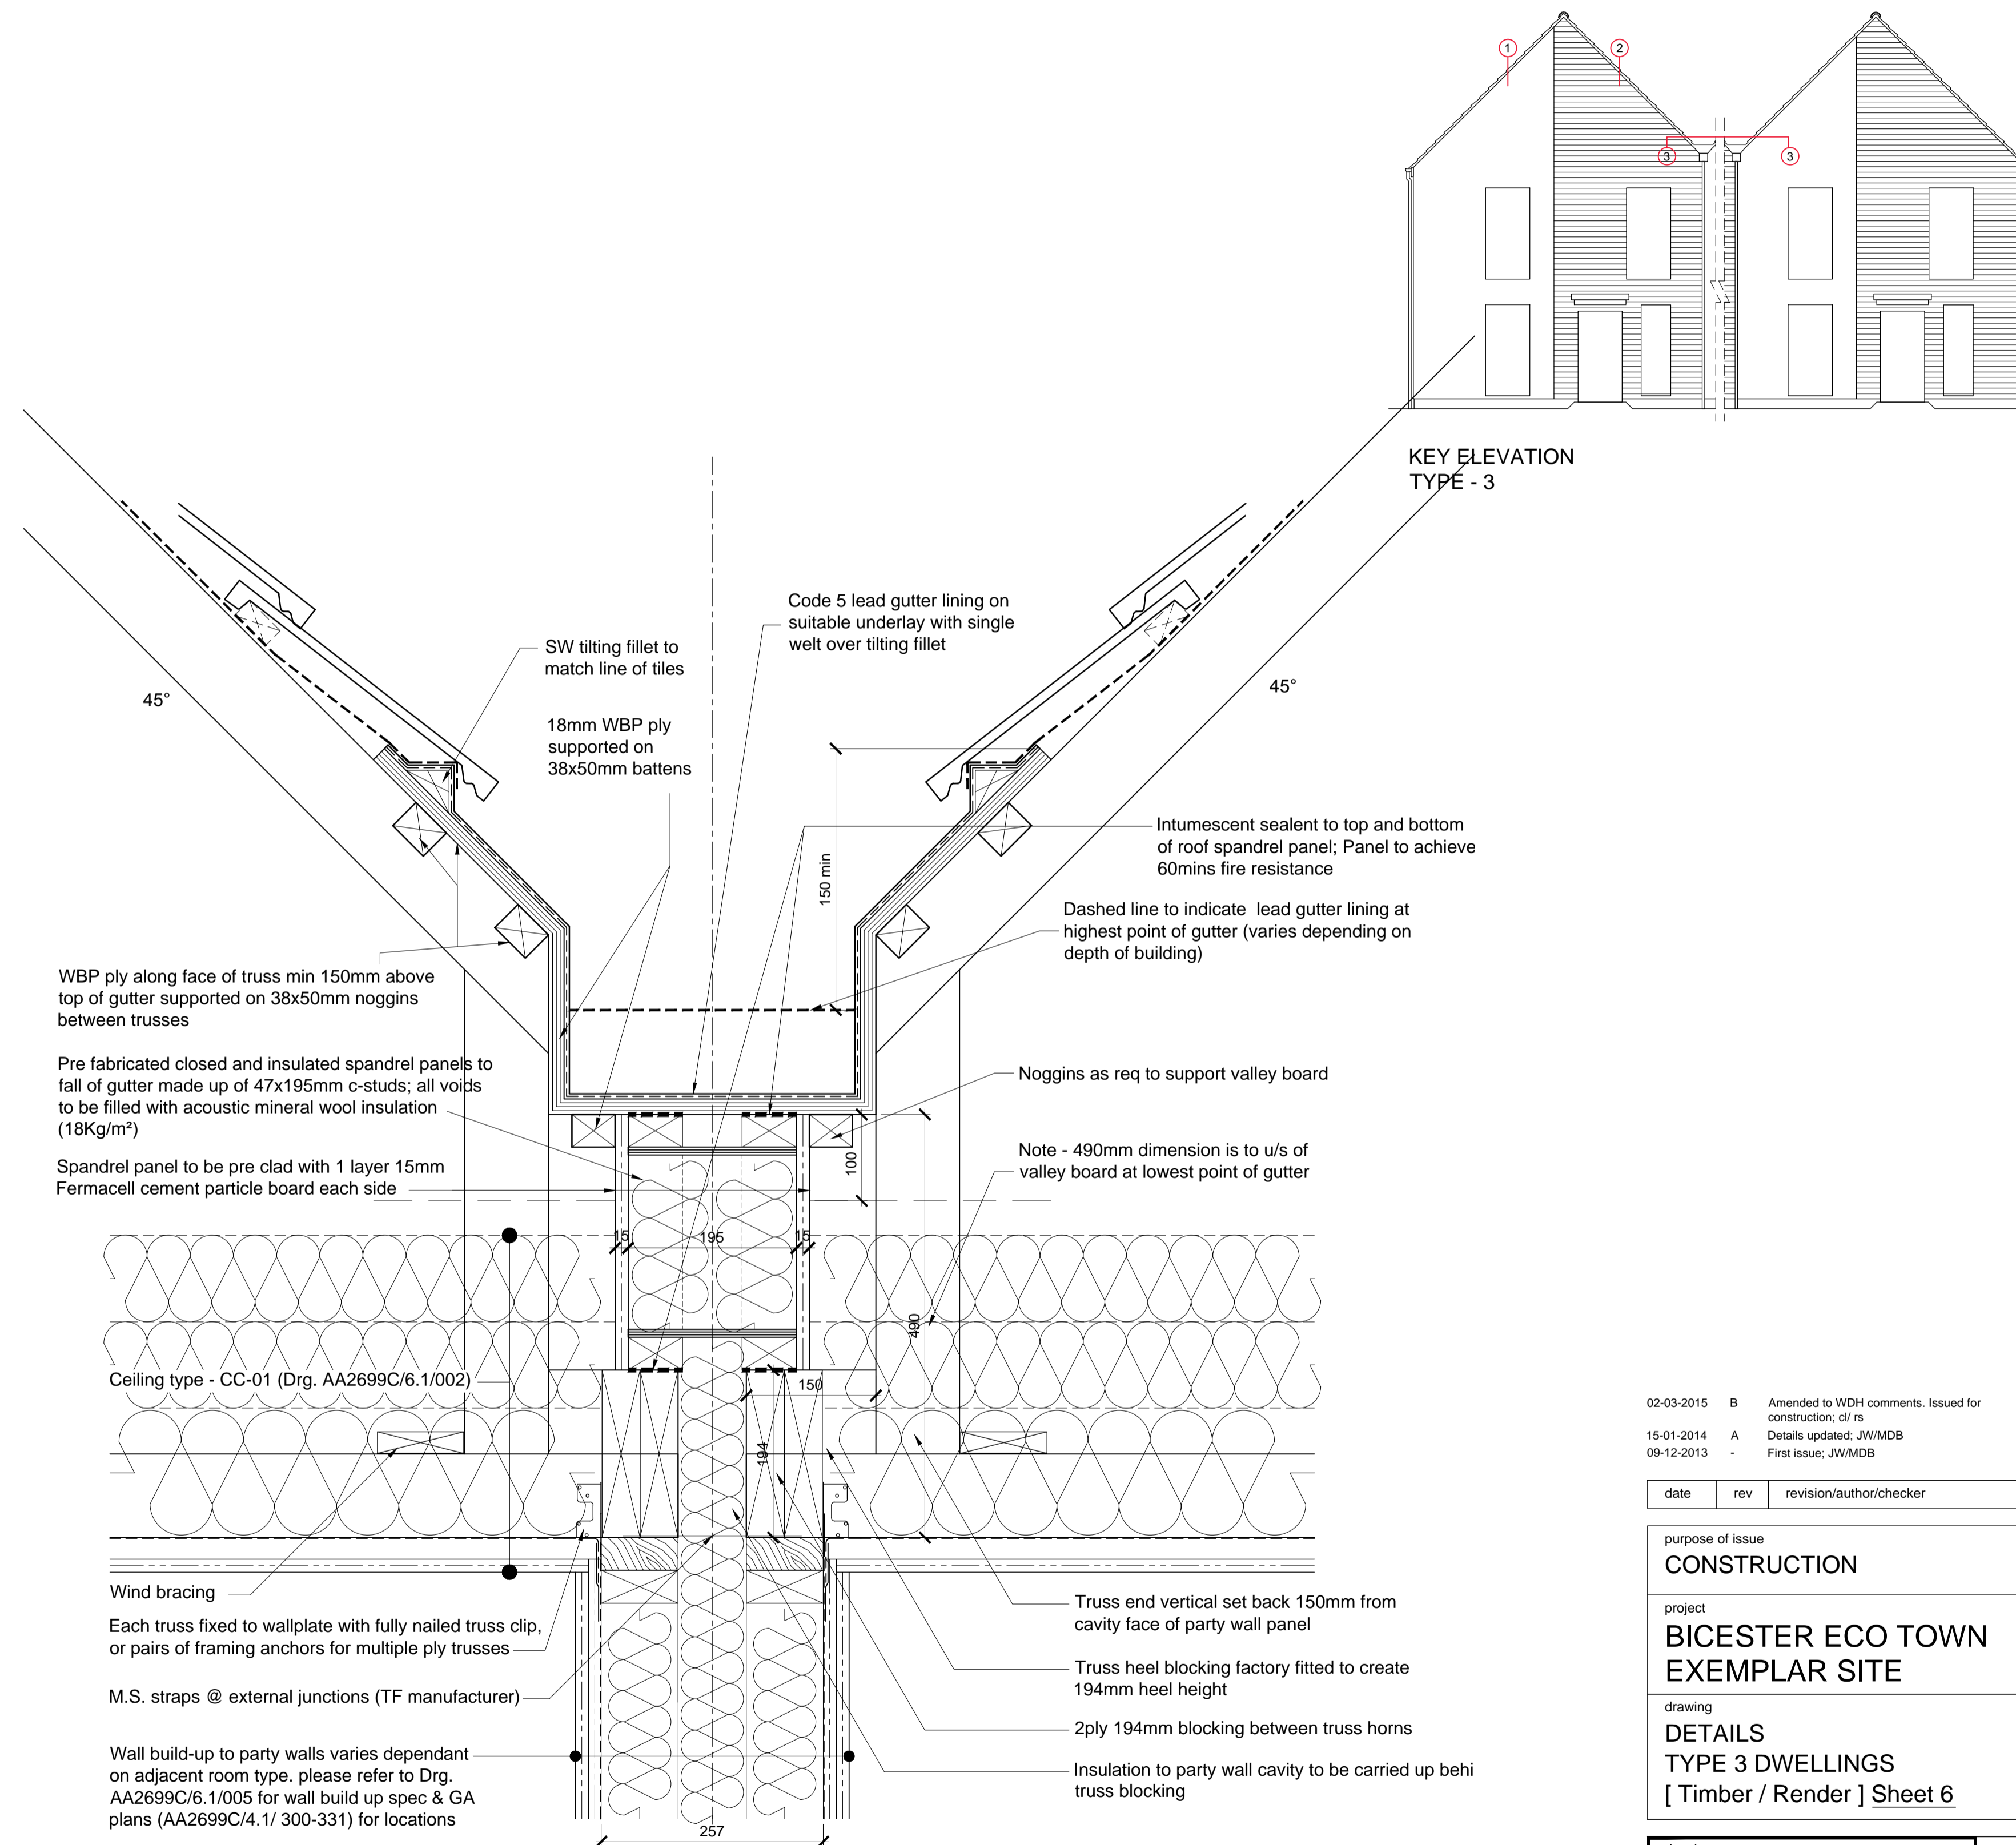 1
2
3
3
KEY ELEVATION
TYPE - 3
Code 5 lead gutter lining on
suitable underlay with single
welt over tilting fillet
SW tilting fillet to
match line of tiles
45°
45°
18mm WBP ply
supported on
38x50mm battens
150 min
Intumescent sealent to top and bottom
of roof spandrel panel; Panel to achieve
60mins fire resistance
Dashed line to indicate lead gutter lining at
highest point of gutter (varies depending on
depth of building)
WBP ply along face of truss min 150mm above
top of gutter supported on 38x50mm noggins
between trusses
Pre fabricated closed and insulated spandrel panels to
fall of gutter made up of 47x195mm c-studs; all voids
to be filled with acoustic mineral wool insulation
(18Kg/m²)
Noggins as req to support valley board
Spandrel panel to be pre clad with 1 layer 15mm
Fermacell cement particle board each side
100
Note - 490mm dimension is to u/s of
valley board at lowest point of gutter
15
195
15
490
Ceiling type - CC-01 (Drg. AA2699C/6.1/002)
150
194
Wind bracing
Each truss fixed to wallplate with fully nailed truss clip,
or pairs of framing anchors for multiple ply trusses
M.S. straps @ external junctions (TF manufacturer)
Wall build-up to party walls varies dependant
on adjacent room type. please refer to Drg.
AA2699C/6.1/005 for wall build up spec & GA
plans (AA2699C/4.1/ 300-331) for locations
Truss end vertical set back 150mm from
cavity face of party wall panel
Truss heel blocking factory fitted to create
194mm heel height
2ply 194mm blocking between truss horns
Insulation to party wall cavity to be carried up behi
truss blocking
257
02-03-2015 B Amended to WDH comments. Issued for
construction; cl/ rs
15-01-2014 A Details updated; JW/MDB
09-12-2013 - First issue; JW/MDB
date rev revision/author/checker
purpose of issue
CONSTRUCTION
project
BICESTER ECO TOWN
EXEMPLAR SITE
drawing
DETAILS
TYPE 3 DWELLINGS
[ Timber / Render ] Sheet 6